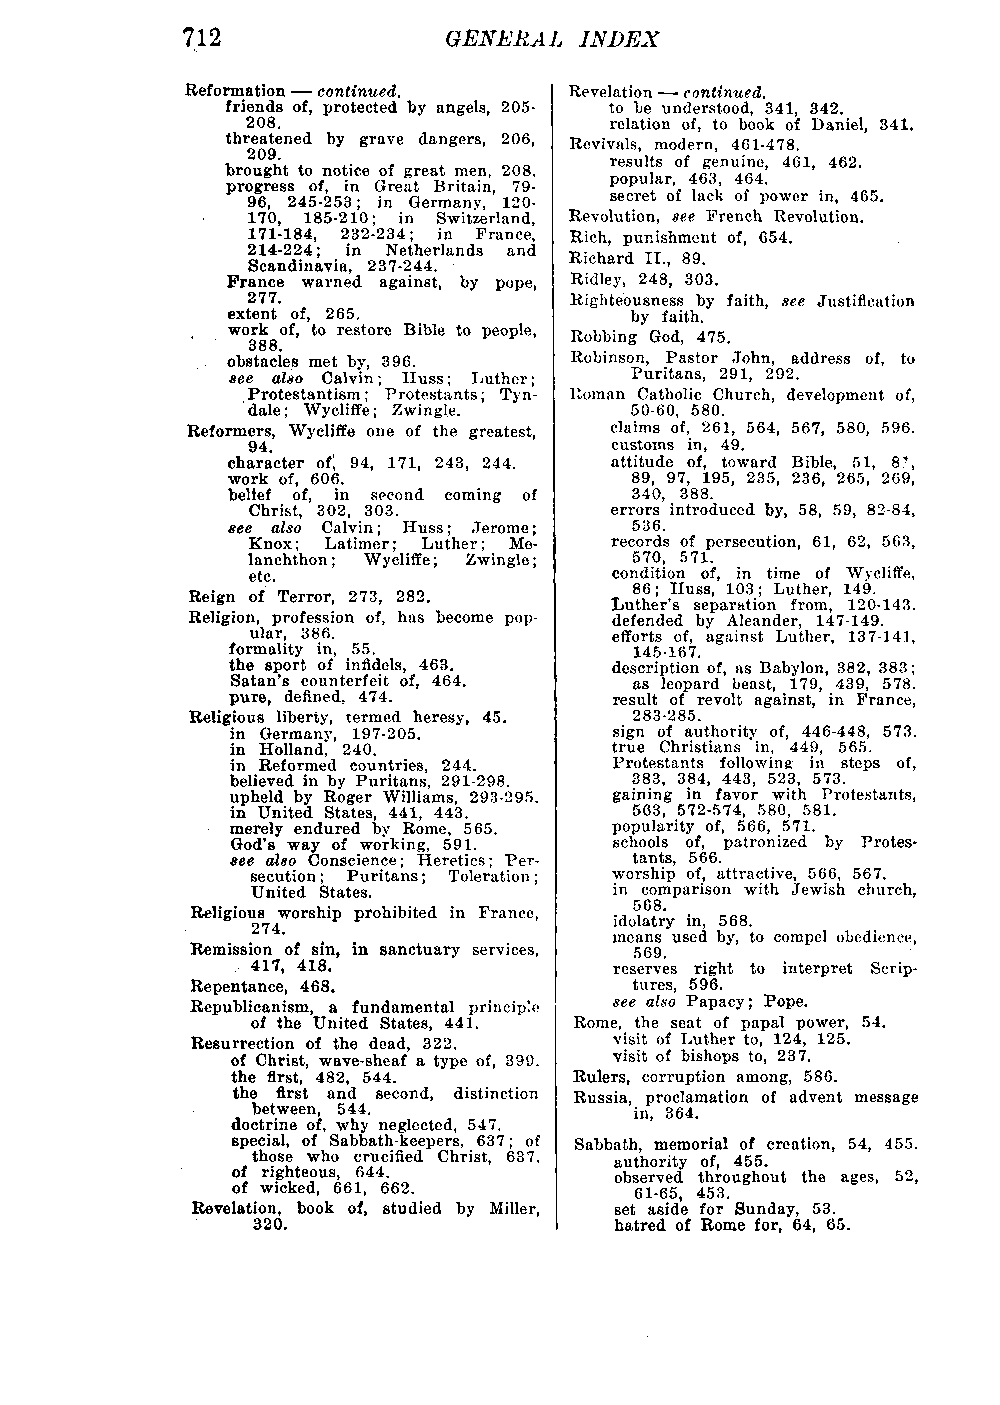 712
GENERAL INDEX
Reformation — continued.
friends of, protected by angels, 205-
208.
threatened by grave dangers, 206,
209.
brought to notice of great men, 208.
progress of, in Great Britain, 79-
96, 245-253; in Germany, 120-
170, 185-210; in Switzerland,
171-184, 232-234; in France,
214-224; in Netherlands and
Scandinavia, 237-244.
France warned against, by pope,
277.
extent of, 265.
work of, to restore Bible to people,
388.
obstacles met by, 396.
see also Calvin; Huss; Luther;
Protestantism; Protestants; Tyn-
dale; Wycliffe; Zwingle.
Reformers, Wycliffe one of the greatest,
94.
character of, 94, 171, 243, 244.
work of, 606.
belief of, in second coming of
Christ, 302, 303.
see also Calvin; Huss; Jerome;
Knox; Latimer; Luther; Me-
lanchthon; Wycliffe; Zwingle;
etc.
Reign of Terror, 273, 282.
Religion, profession of, has become pop-
ular, 386.
formality in, 55.
the sport of infidels, 463.
Satan's counterfeit of, 464.
pure, defined, 474.
Religious liberty, termed heresy, 45.
in Germany, 197-205.
in Holland, 240.
in Reformed countries, 244.
believed in by Puritans, 291-298.
upheld by Roger Williams, 293-295.
in United States, 441, 443.
merely endured by Rome, 565.
God's way of working, 591.
see also Conscience; Heretics; Per-
secution; Puritans; Toleration;
United States.
Religious worship prohibited in France,
274.
Remission of sin, in sanctuary services,
417, 418.
Repentance, 468.
Republicanism, a fundamental principle
of the United States, 441.
Resurrection of the dead, 322.
of Christ, wave-sheaf a type of, 399.
the first, 482, 544.
the first and second, distinction
between, 544.
doctrine of, why neglected, 547.
special, of Sabbath-keepers, 637; of
those who crucified Christ, 637.
of righteous, 644.
of wicked, 661, 662.
Revelation, book of, studied by Miller,
320.
Revelation — continued.
to be understood, 341, 342.
relation of, to book of Daniel, 341.
Revivals, modern, 461-478.
results of genuine, 461, 462.
popular, 463, 464.
secret of lack of power in, 465.
Revolution, see French Revolution.
Rich, punishment of, 654.
Richard II., 89.
Ridley, 248, 303.
Righteousness by faith, see Justification
by faith.
Robbing God, 475.
Robinson, Pastor John, address of, to
Puritans, 291, 292.
Roman Catholic Church, development of,
50-60, 580.
claims of, 261, 564, 567, 580, 596.
customs in, 49.
attitude of, toward Bible, 51,
89, 97, 195, 235, 236, 265, 269,
340, 388.
errors introduced by, 58, 59, 82-84,
536.
records of persecution, 61, 62, 563,
570, 571.
condition of, in time of Wycliffe,
86; Huss, 103; Luther, 149.
Luther's separation from, 120-143.
defended by Aleander, 147-149.
efforts of, against Luther, 137-141,
145-167.
description of, as Babylon, 382, 383;
as leopard beast, 179, 439, 578.
result of revolt against, in France,
283-285.
sign of authority of, 446-448, 573.
true Christians in, 449, 565.
Protestants following in steps of,
383, 384, 443, 523, 573.
gaining in favor with Protestants,
563, 572-574, 580, 581.
popularity of, 566, 571.
schools of, patronized by Protes-
tants, 566.
worship of, attractive, 566, 567.
in comparison with Jewish church,
568.
idolatry in, 568.
means used by, to compel obedience,
569.
reserves right to interpret Scrip-
tures, 596.
see also Papacy; Pope.
Rome, the seat of papal power, 54.
visit of Luther to, 124, 125.
visit of bishops to, 237.
Rulers, corruption among, 586.
Russia, proclamation of advent message
in, 364.
Sabbath, memorial of creation, 54, 455.
authority of, 455.
observed throughout the ages, 52,
61-65, 453.
set aside for Sunday, 53.
hatred of Rome for, 64, 65.